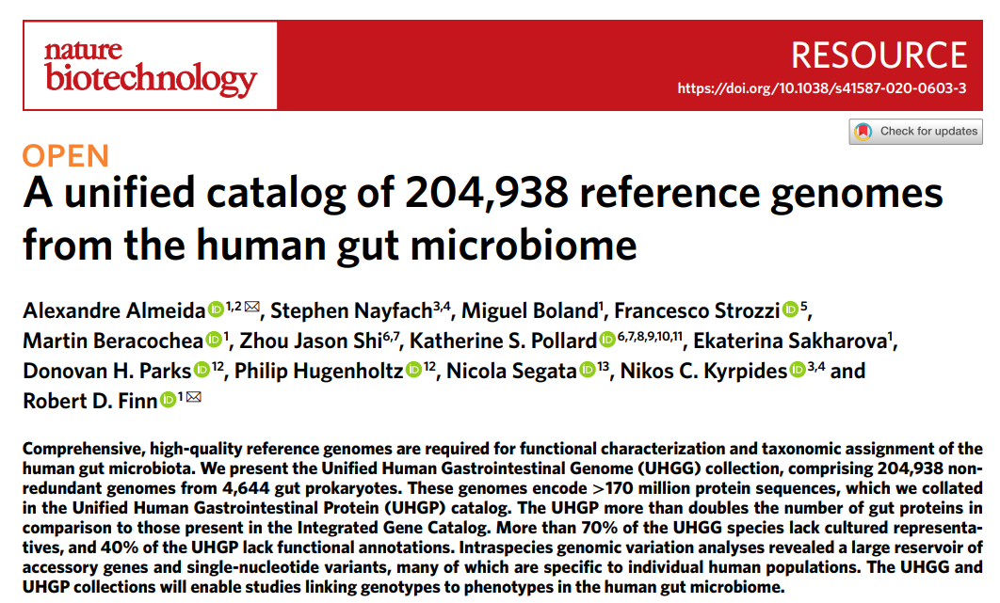 nature
biotechnology
RESOURCE
https://doi.org/10.1038/s41587-020-0603-3
Check for updates
OPEN
A unified catalog of 204,938 reference genomes
from the human gut microbiome
Alexandre Almeida iD 1,2 ✉, Stephen Nayfach3,4, Miguel Boland1, Francesco Strozzi iD 5,
Martin Beracochea iD 1, Zhou Jason Shi6,7, Katherine S. Pollard iD 6,7,8,9,10,11, Ekaterina Sakharova1,
Donovan H. Parks iD 12, Philip Hugenholtz iD 12, Nicola Segata iD 13, Nikos C. Kyrpides iD 3,4 and
Robert D. Finn iD 1 ✉
Comprehensive, high-quality reference genomes are required for functional characterization and taxonomic assignment of the
human gut microbiota. We present the Unified Human Gastrointestinal Genome (UHGG) collection, comprising 204,938 non-
redundant genomes from 4,644 gut prokaryotes. These genomes encode >170 million protein sequences, which we collated
in the Unified Human Gastrointestinal Protein (UHGP) catalog. The UHGP more than doubles the number of gut proteins in
comparison to those present in the Integrated Gene Catalog. More than 70% of the UHGG species lack cultured representa-
tives, and 40% of the UHGP lack functional annotations. Intraspecies genomic variation analyses revealed a large reservoir of
accessory genes and single-nucleotide variants, many of which are specific to individual human populations. The UHGG and
UHGP collections will enable studies linking genotypes to phenotypes in the human gut microbiome.